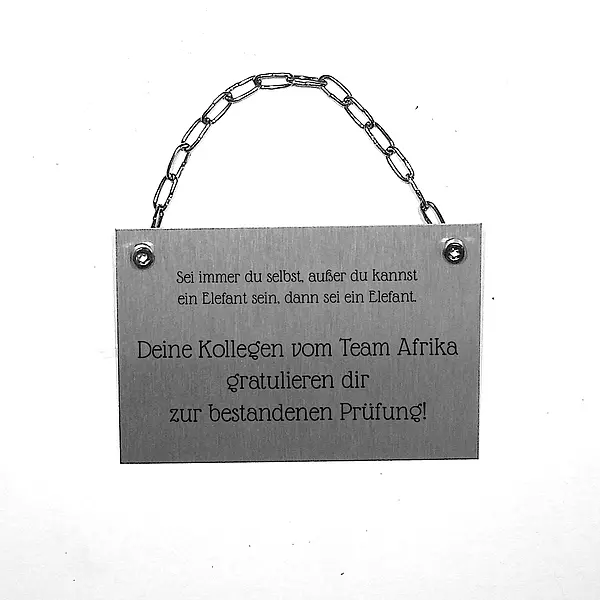 Sei immer du selbst, außer du kannst
ein Elefant sein, dann sei ein Elefant.
Deine Kollegen vom Team Afrika
gratulieren dir
zur bestandenen Prüfung!